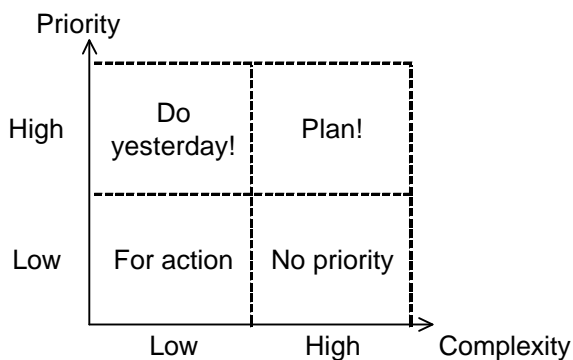 Priority
High
Do
yesterday!
Plan!
Low
For action
No priority
Low
High
Complexity